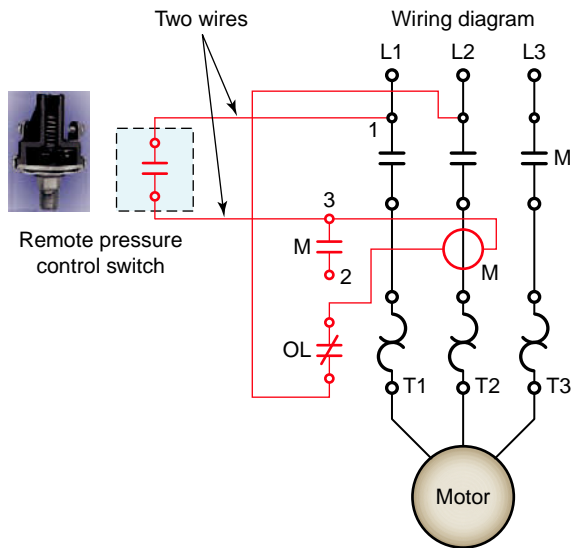 Two wires
Wiring diagram
L1
L2
L3
1
M
3
M
2
M
Remote pressure
control switch
OL
T1
T2
T3
Motor